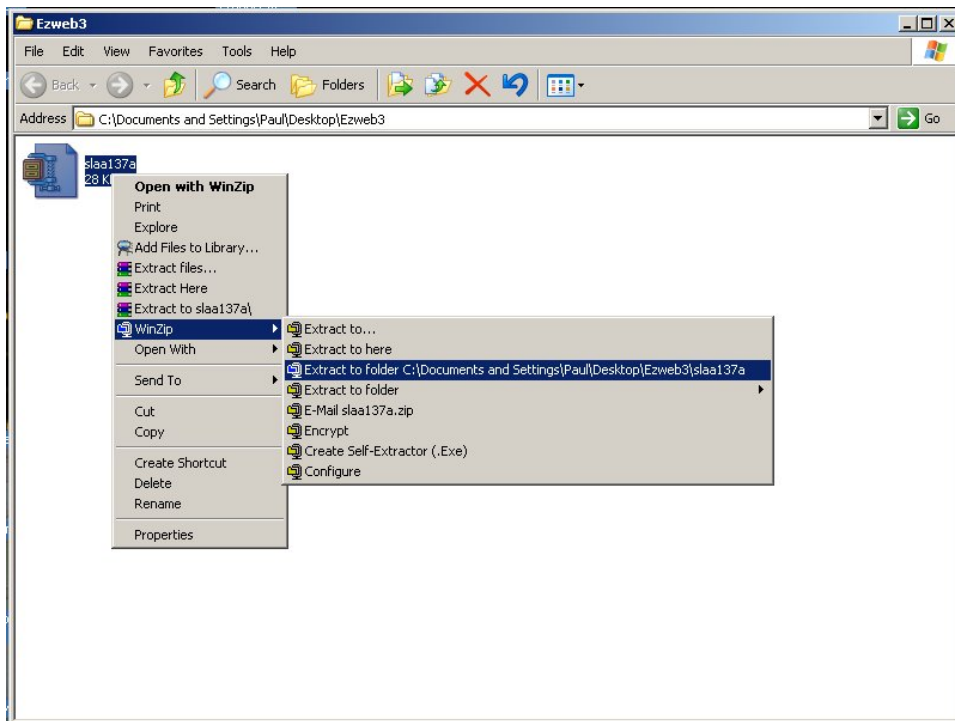 Ezweb3
File Edit View Favorites Tools Help
Back Search Folders
Address C:\Documents and Settings\Paul\Desktop\Ezweb3 Go
slaa137a
28 K
Open with WinZip
Print
Explore
Add Files to Library...
Extract files...
Extract Here
Extract to slaa137a\
WinZip
Open With
Send To
Cut
Copy
Create Shortcut
Delete
Rename
Properties
Extract to...
Extract to here
Extract to folder C:\Documents and Settings\Paul\Desktop\Ezweb3\slaa137a
Extract to folder
E-Mail slaa137a.zip
Encrypt
Create Self-Extractor (.Exe)
Configure